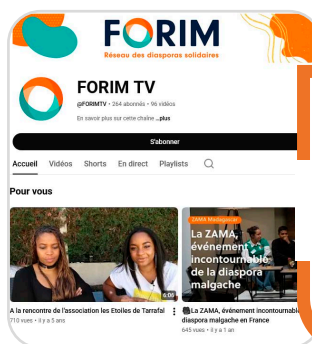 FORIM
Réseau des diasporas solidaires
FORIM TV
@FORIMTV • 264 abonnés • 96 vidéos
En savoir plus sur cette chaîne ...plus
S'abonner
Accueil Vidéos Shorts En direct Playlists
Pour vous
6:06
ZAMA Madagascar
La ZAMA,
événement
incontournable
de la diaspora
malgache
A la rencontre de l'association les Etoiles de Tarrafal
710 vues • il y a 5 ans
La ZAMA, événement incontournable
diaspora malgache en France
645 vues • il y a 1 an